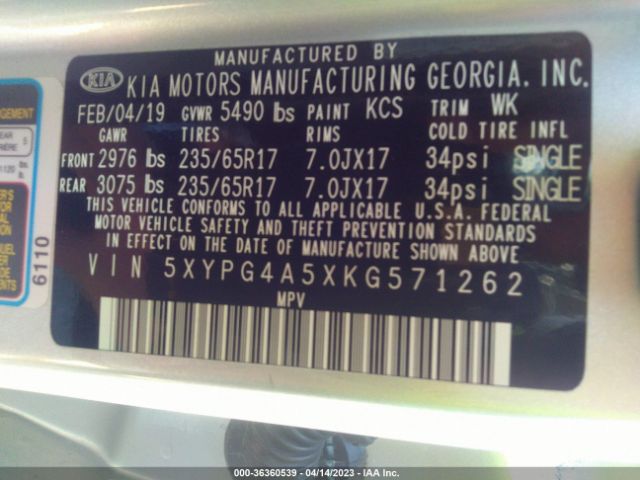 MANUFACTURED BY
KIA KIA MOTORS MANUFACTURING GEORGIA. INC.
FEB/04/19 GVWR 5490 lbs PAINT KCS TRIM WK
GAWR TIRES RIMS COLD TIRE INFL
FRONT 2976 lbs 235/65R17 7.0JX17 34psi SINGLE
REAR 3075 lbs 235/65R17 7.0JX17 34psi SINGLE
THIS VEHICLE CONFORMS TO ALL APPLICABLE U.S.A. FEDERAL
MOTOR VEHICLE SAFETY AND THEFT PREVENTION STANDARDS
IN EFFECT ON THE DATE OF MANUFACTURE SHOWN ABOVE
VIN 5XYPG4A5XKG571262
MPV
6110
000-36360539 - 04/14/2023 - IAA Inc.